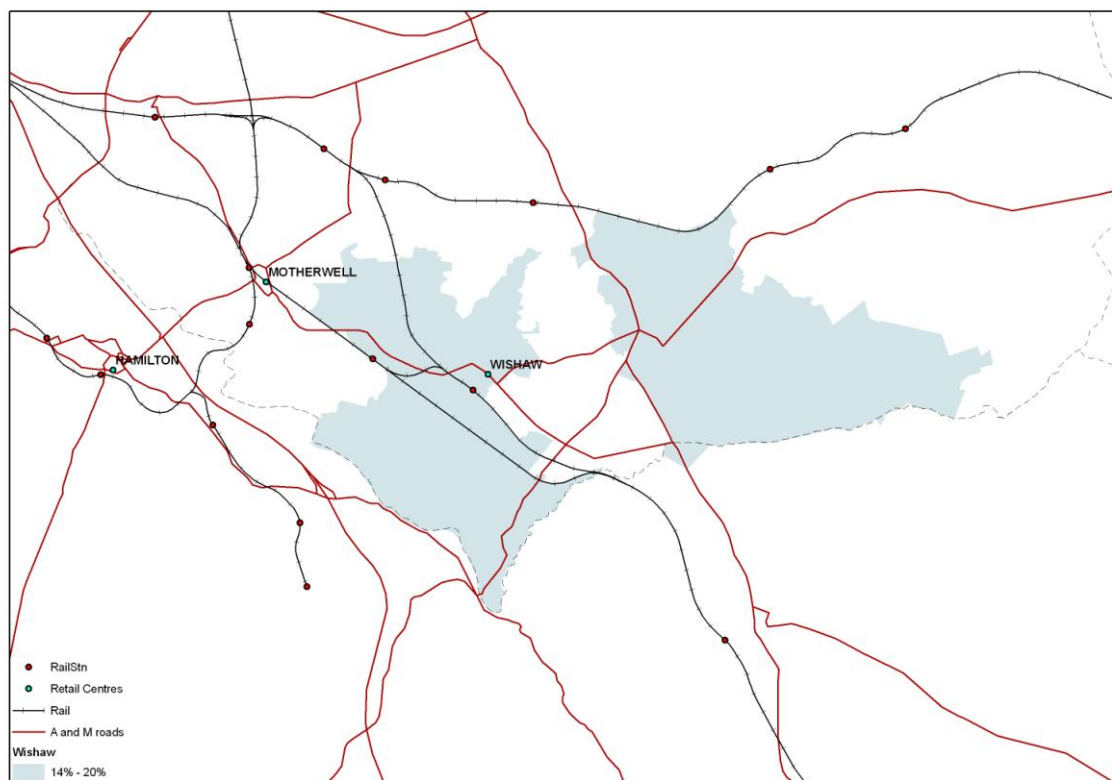 MOTHERWELL
HAMILTON
WISHAW
RailStn
Retail Centres
Rail
A and M roads
Wishaw
14% - 20%